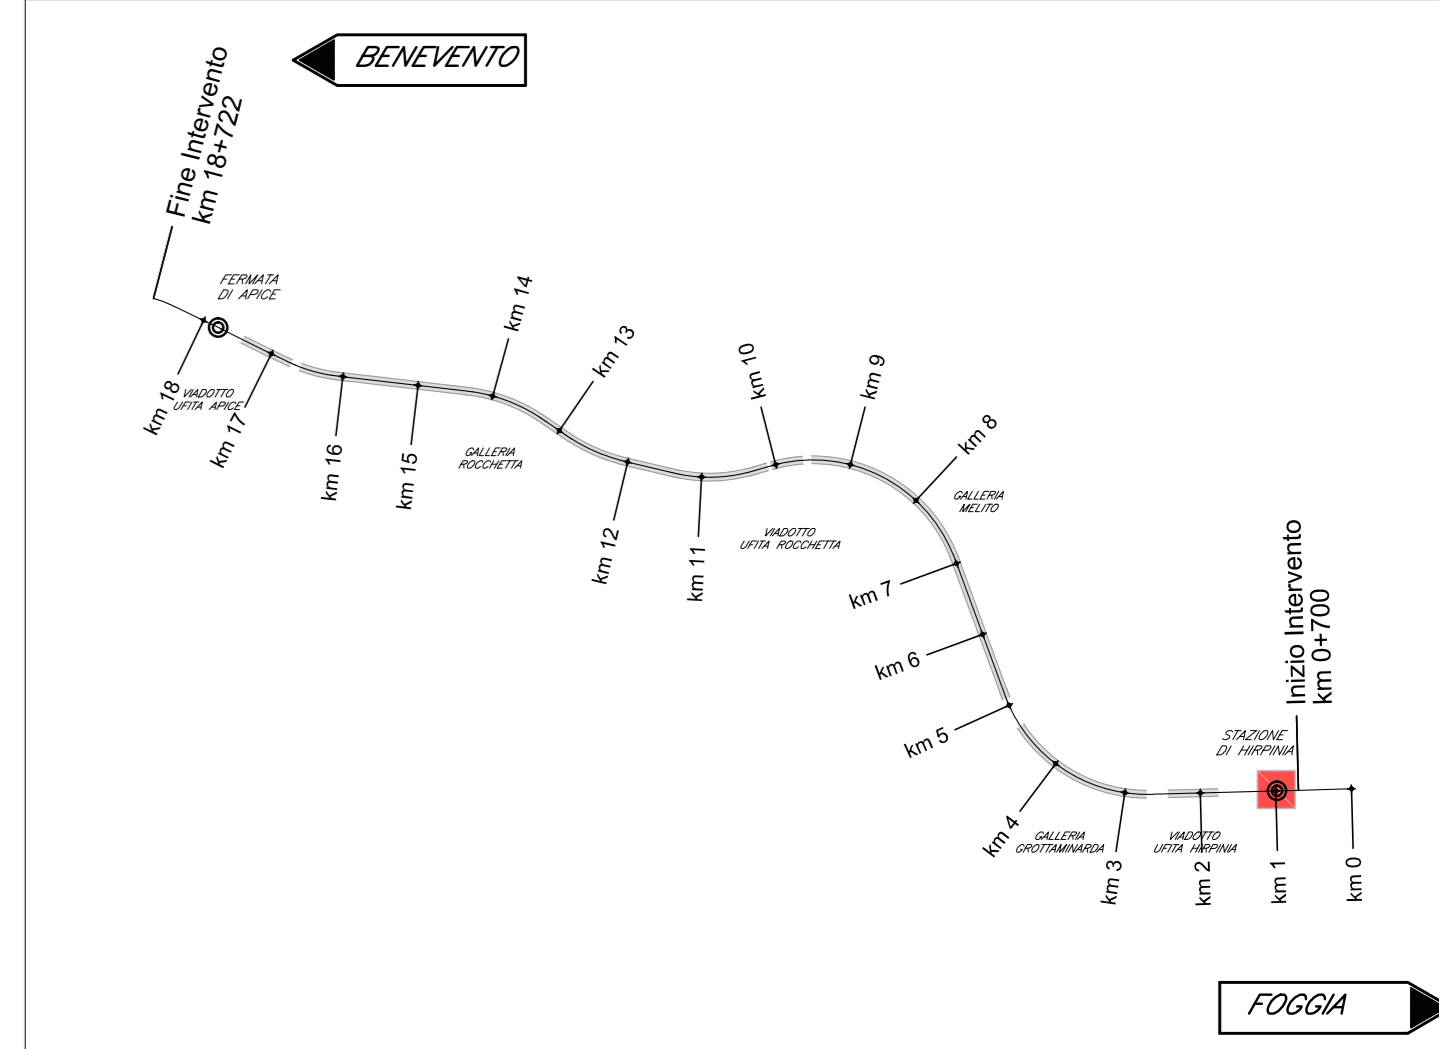 BENEVENTO
Fine Intervento
km 18+722
FERMATA
DI APICE
km 14
km 13
km 10
km 9
km 8
km 18
VIADOTTO
UFITA APICE
km 17
km 16
km 15
GALLERIA
ROCCHETTA
GALLERIA
MELITO
km 12
km 11
VIADOTTO
UFITA ROCCHETTA
km 7
km 6
km 5
Inizio Intervento
km 0+700
STAZIONE
DI HIRPINIA
km 4
GALLERIA
GROTTAMINARDA
km 3
VIADOTTO
UFITA HIRPINIA
km 2
km 1
km 0
FOGGIA